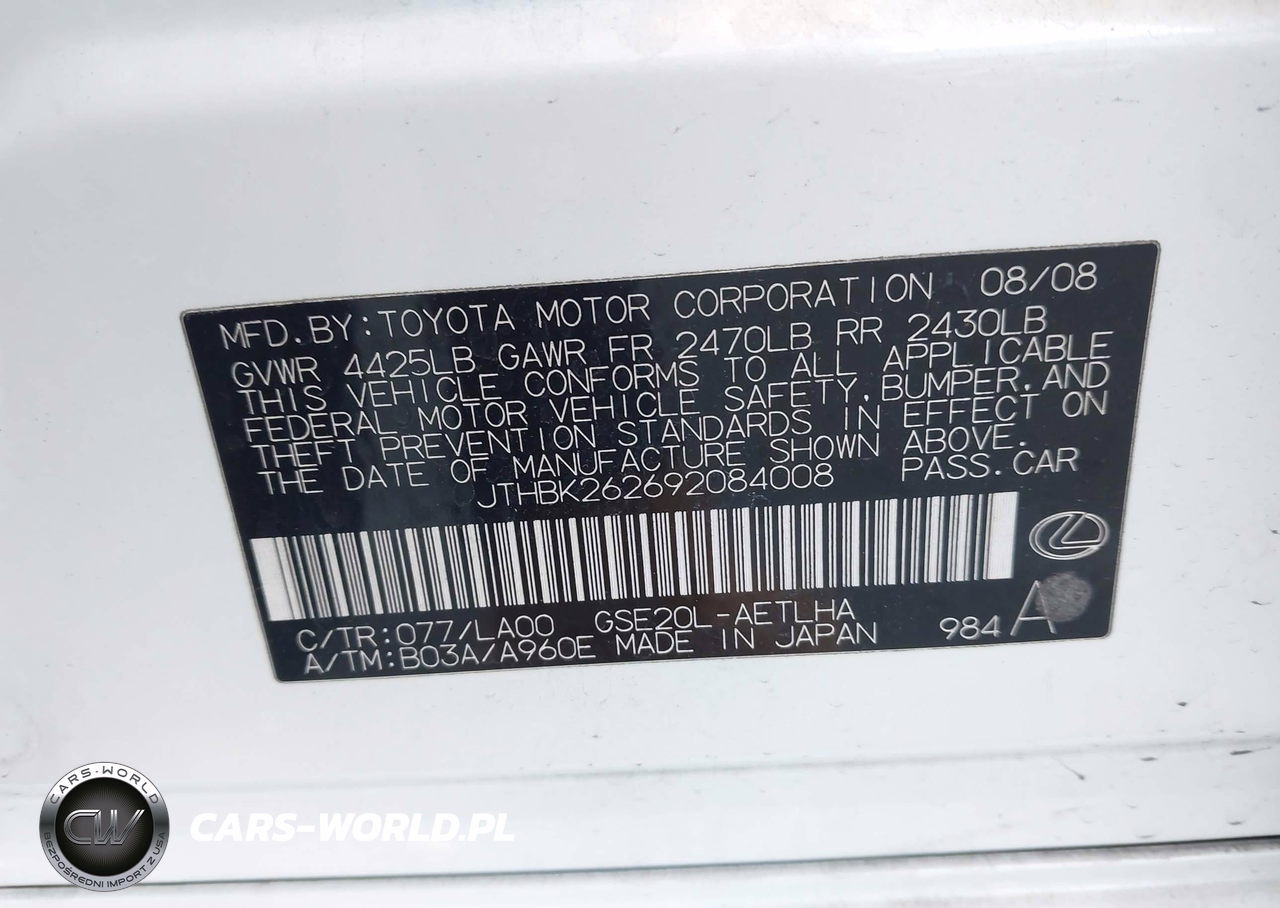 MFD.BY:TOYOTA MOTOR CORPORATION 08/08
GVWR 4425LB GAWR FR 2470LB RR 2430LB
THIS VEHICLE CONFORMS TO ALL APPLICABLE
FEDERAL MOTOR VEHICLE SAFETY,BUMPER,AND
THEFT PREVENTION STANDARDS IN EFFECT ON
THE DATE OF MANUFACTURE SHOWN ABOVE.
JTHBK262692084008 PASS.CAR
C/TR:077/LA00 GSE20L-AETLHA
A/TM:B03A/A960E MADE IN JAPAN 984 A
CARS-WORLD
CW
BEZPOŚREDNI IMPORT Z USA
CARS-WORLD.PL